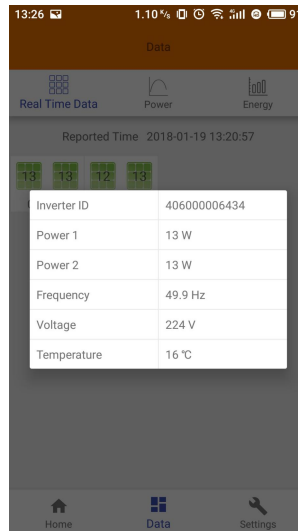 13:26 1.10 K/s 4G 91
Data
Real Time Data Power Energy
Reported Time 2018-01-19 13:20:57
13 13 12 13
Inverter ID 406000006434
Power 1 13 W
Power 2 13 W
Frequency 49.9 Hz
Voltage 224 V
Temperature 16 ℃
Home Data Settings